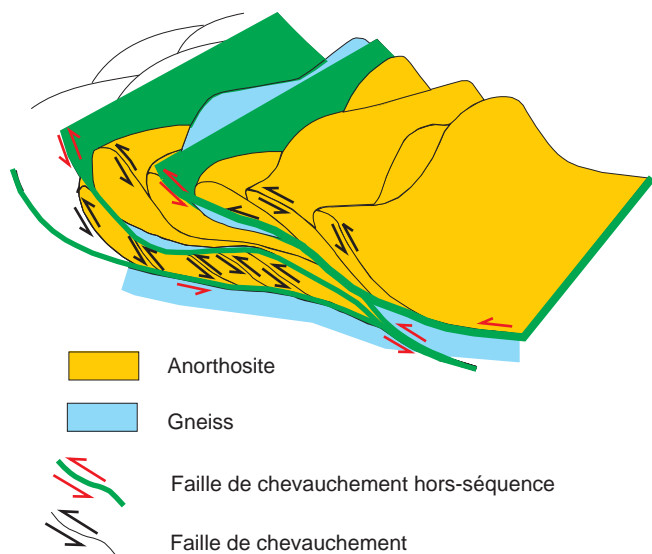 Anorthosite
Gneiss
Faille de chevauchement hors-séquence
Faille de chevauchement